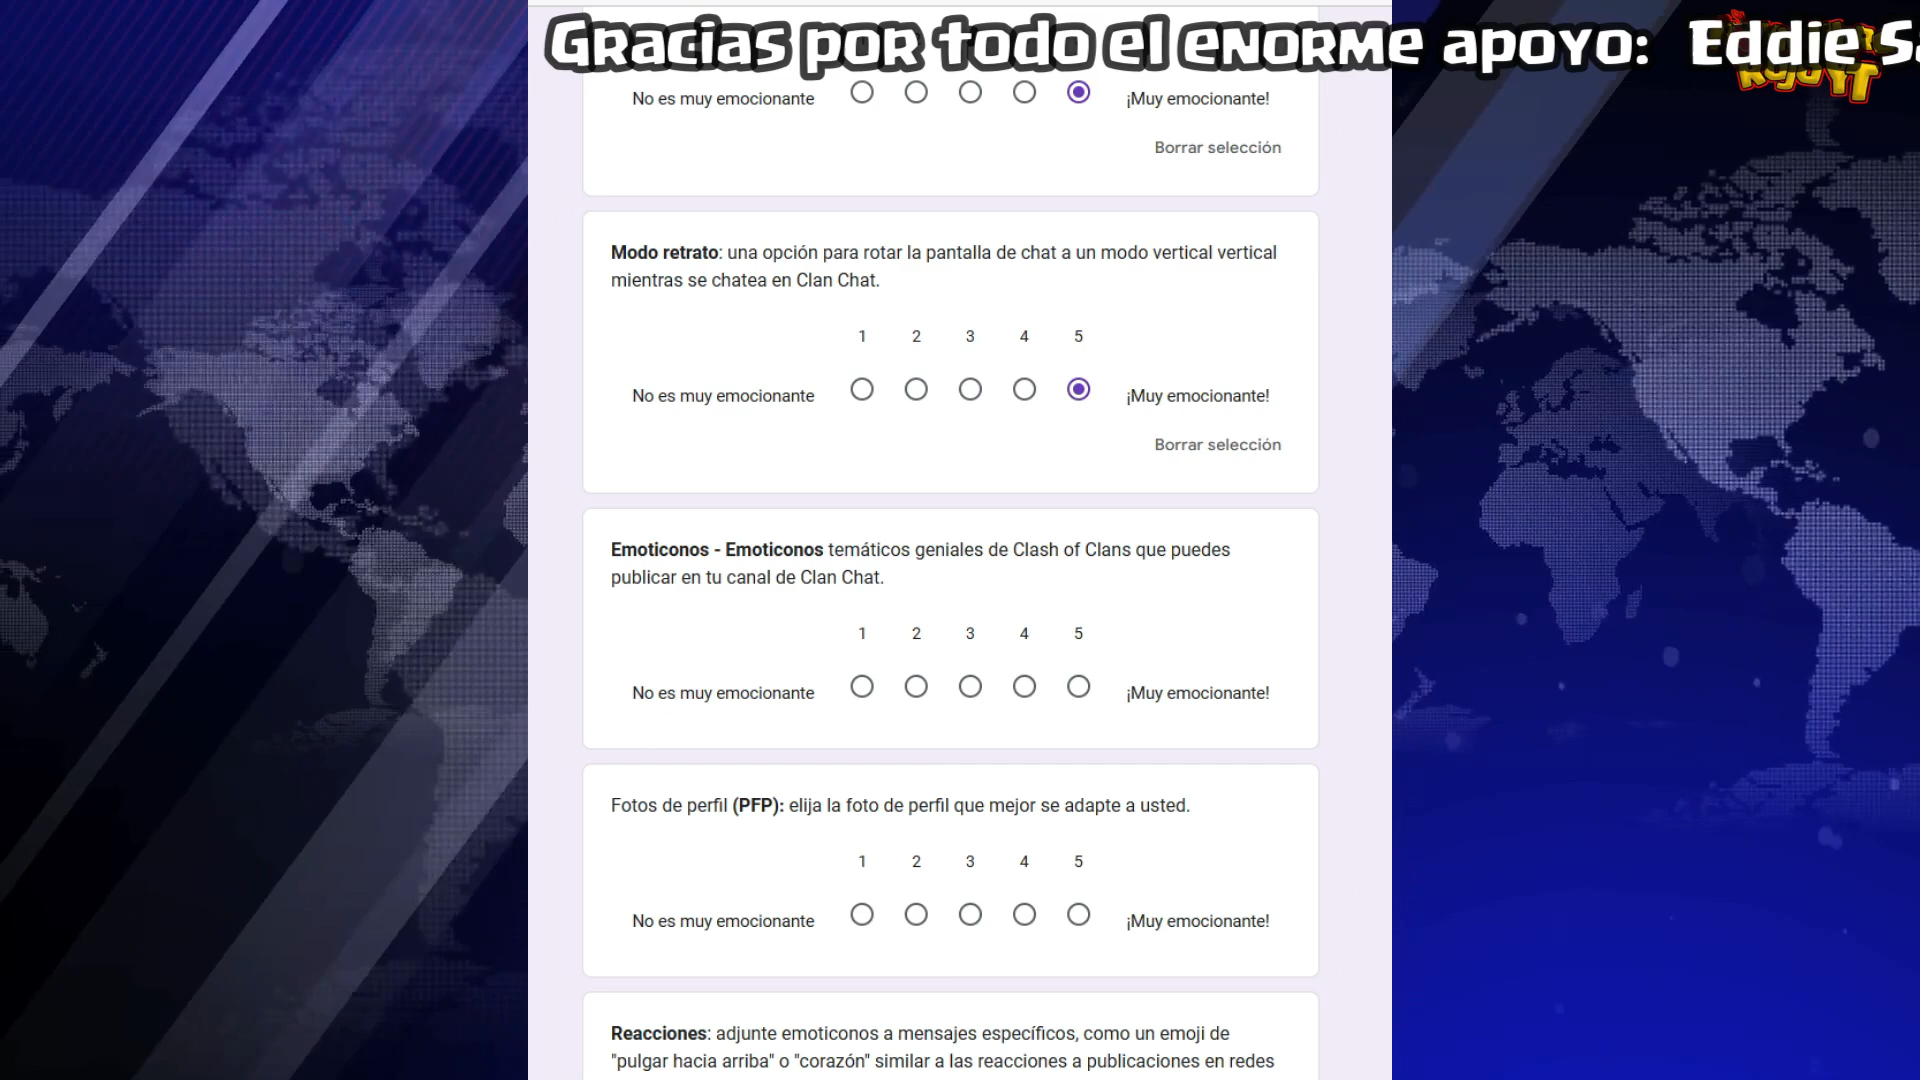 Gracias por todo el enorme apoyo: Eddie S
No es muy emocionante
¡Muy emocionante!
Borrar selección
Modo retrato: una opción para rotar la pantalla de chat a un modo vertical vertical
mientras se chatea en Clan Chat.
1 2 3 4 5
No es muy emocionante
¡Muy emocionante!
Borrar selección
Emoticonos - Emoticonos temáticos geniales de Clash of Clans que puedes
publicar en tu canal de Clan Chat.
1 2 3 4 5
No es muy emocionante
¡Muy emocionante!
Fotos de perfil (PFP): elija la foto de perfil que mejor se adapte a usted.
1 2 3 4 5
No es muy emocionante
¡Muy emocionante!
Reacciones: adjunte emoticonos a mensajes específicos, como un emoji de
"pulgar hacia arriba" o "corazón" similar a las reacciones a publicaciones en redes